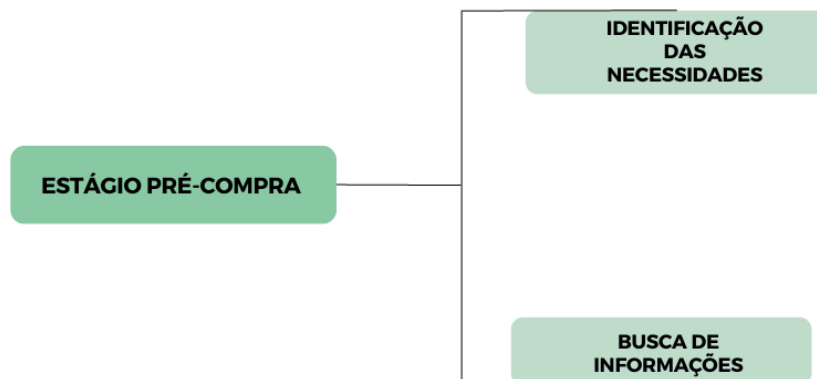 IDENTIFICAÇÃO
DAS
NECESSIDADES
ESTÁGIO PRÉ-COMPRA
BUSCA DE
INFORMAÇÕES